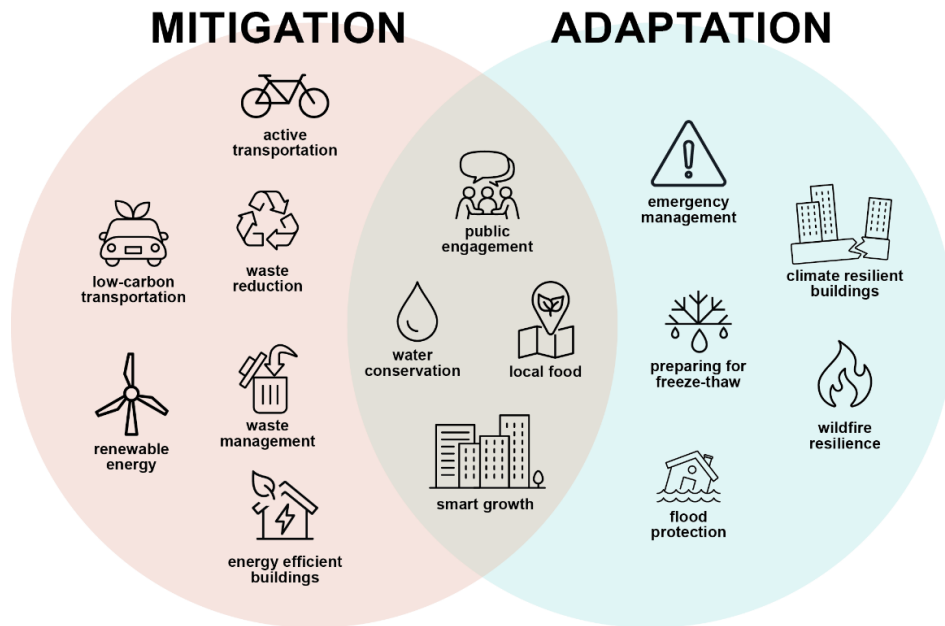 MITIGATION
ADAPTATION
active
transportation
low-carbon
transportation
waste
reduction
renewable
energy
waste
management
energy efficient
buildings
public
engagement
water
conservation
local food
smart growth
emergency
management
climate resilient
buildings
preparing for
freeze-thaw
wildfire
resilience
flood
protection